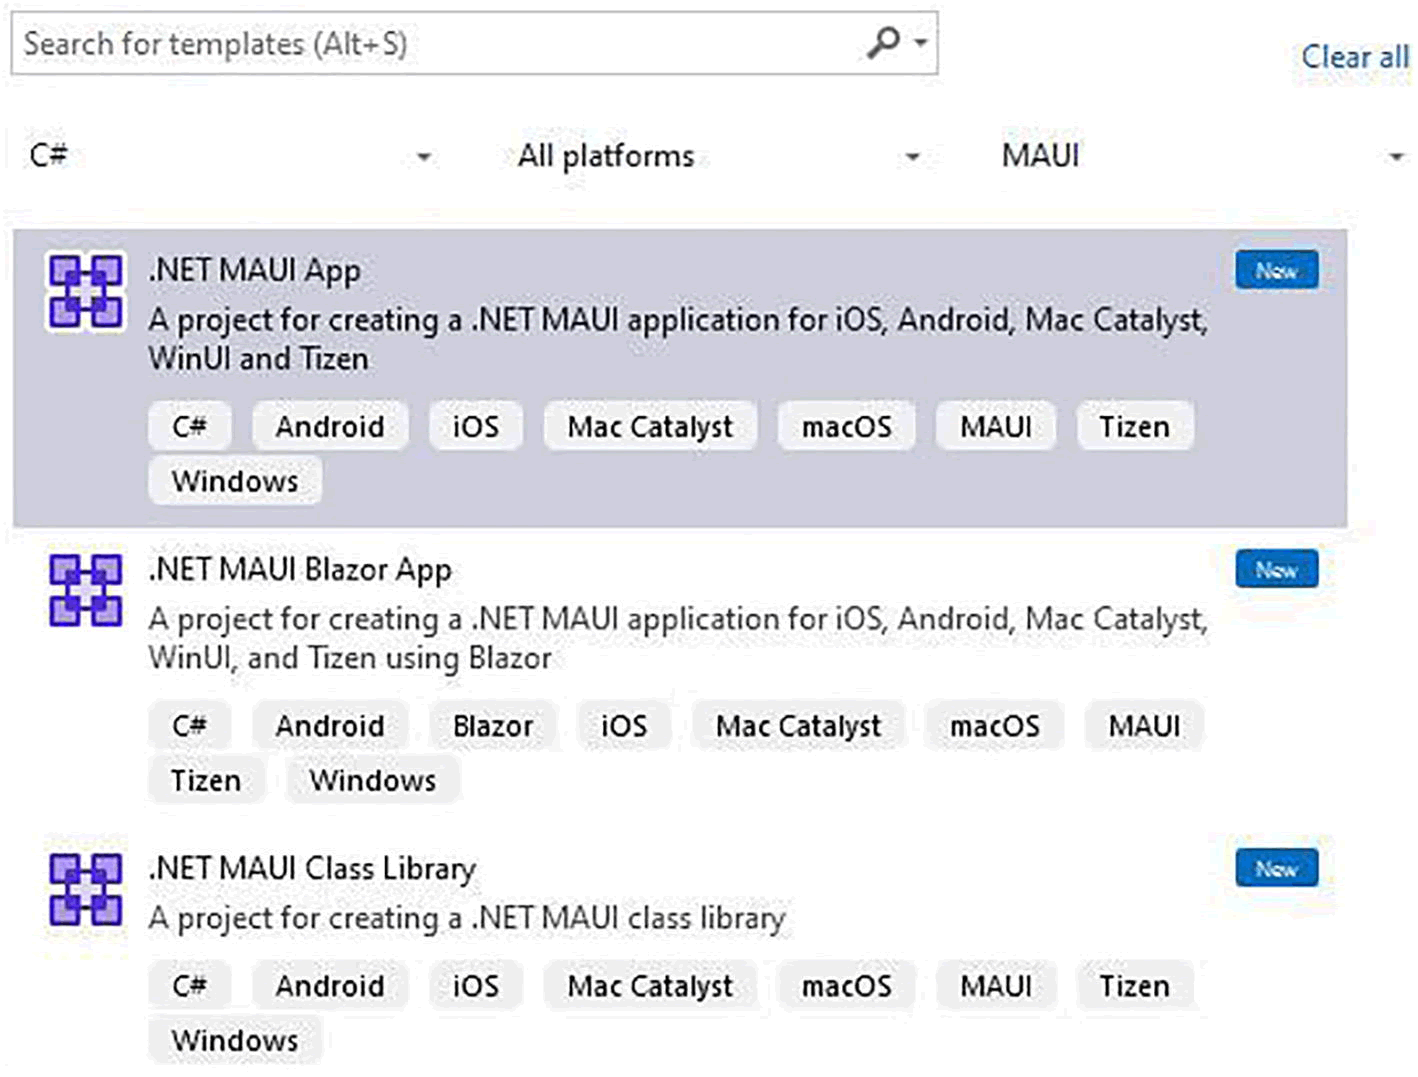 Search for templates (Alt+S)
Clear all
C# All platforms MAUI
.NET MAUI App New
A project for creating a .NET MAUI application for iOS, Android, Mac Catalyst,
WinUI and Tizen
C# Android iOS Mac Catalyst macOS MAUI Tizen
Windows
.NET MAUI Blazor App New
A project for creating a .NET MAUI application for iOS, Android, Mac Catalyst,
WinUI, and Tizen using Blazor
C# Android Blazor iOS Mac Catalyst macOS MAUI
Tizen Windows
.NET MAUI Class Library New
A project for creating a .NET MAUI class library
C# Android iOS Mac Catalyst macOS MAUI Tizen
Windows